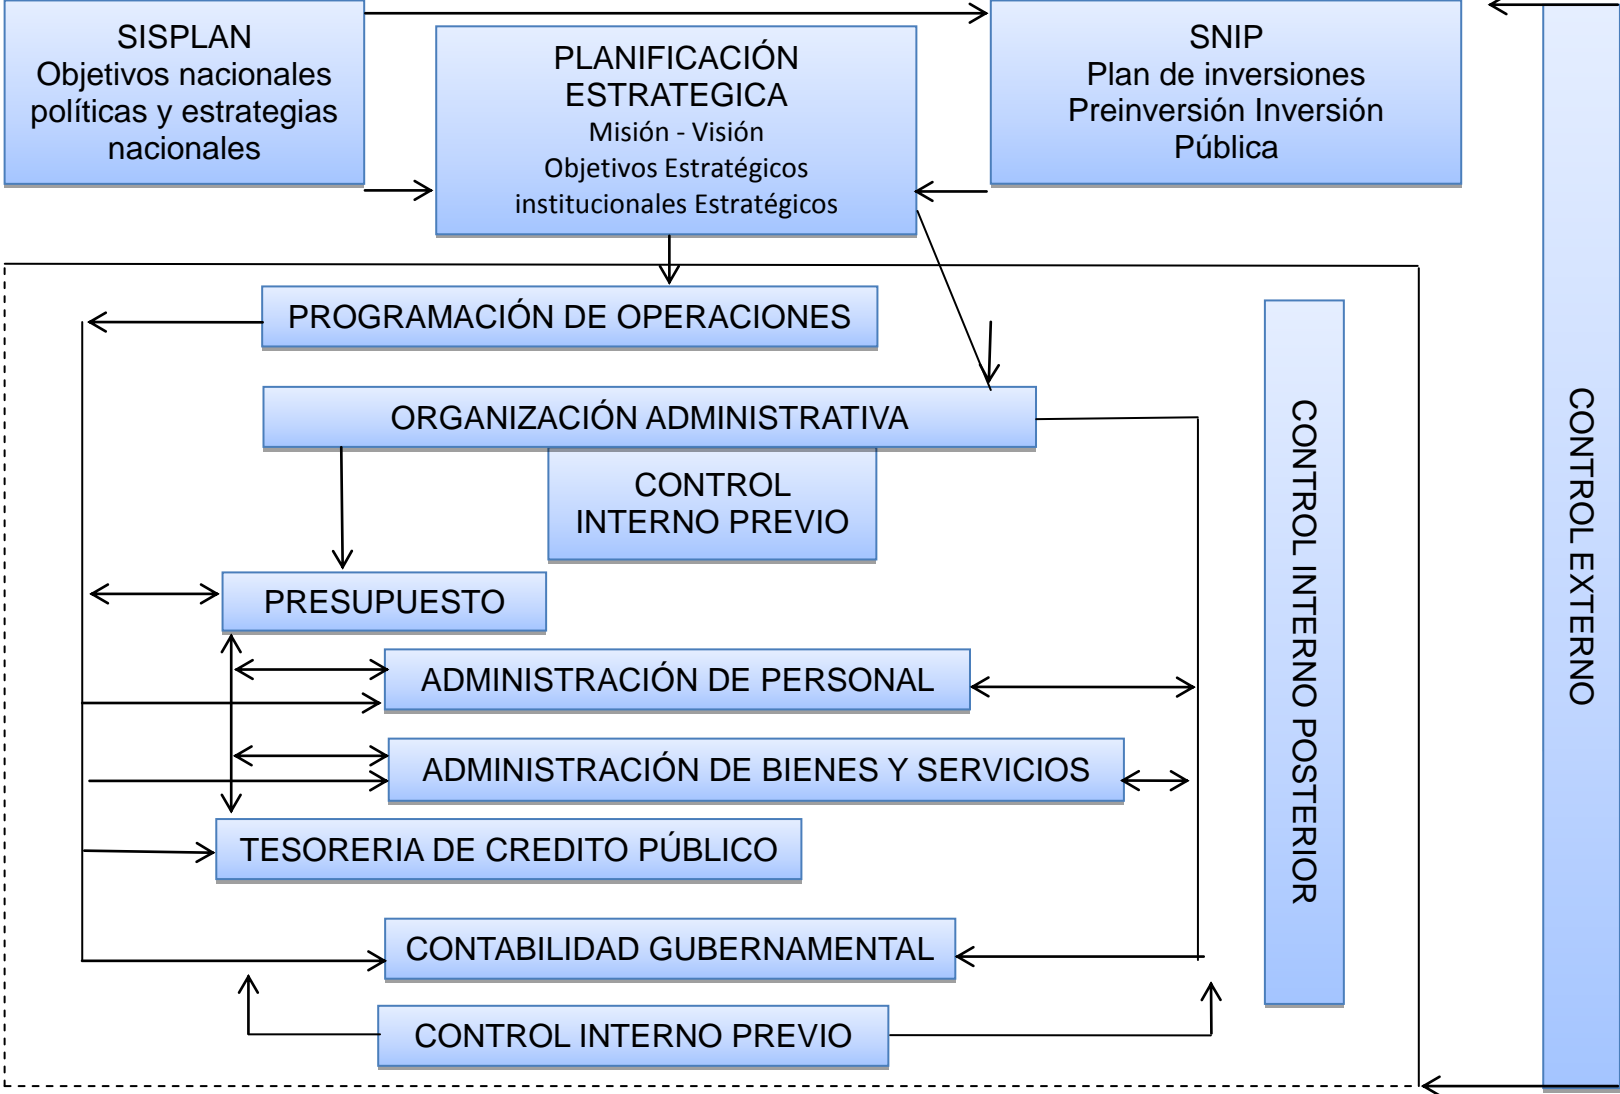 SISPLAN
Objetivos nacionales
políticas y estrategias
nacionales
PLANIFICACIÓN
ESTRATEGICA
Misión - Visión
Objetivos Estratégicos
institucionales Estratégicos
SNIP
Plan de inversiones
Preinversión Inversión
Pública
PROGRAMACIÓN DE OPERACIONES
ORGANIZACIÓN ADMINISTRATIVA
CONTROL
INTERNO PREVIO
PRESUPUESTO
ADMINISTRACIÓN DE PERSONAL
ADMINISTRACIÓN DE BIENES Y SERVICIOS
TESORERIA DE CREDITO PÚBLICO
CONTABILIDAD GUBERNAMENTAL
CONTROL INTERNO PREVIO
CONTROL INTERNO POSTERIOR
CONTROL EXTERNO